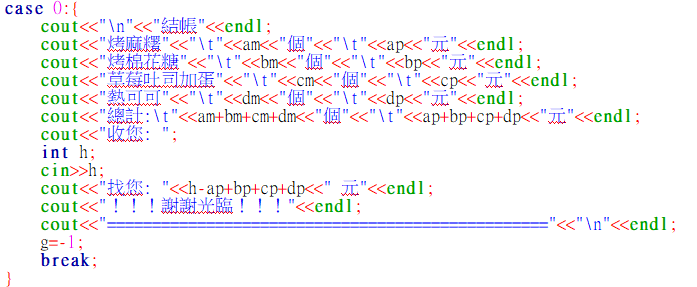 case 0:{
cout<<"\n"<<"結帳"<<endl;
cout<<"烤麻糬"<<"\t"<<am<<"個"<<"\t"<<ap<<"元"<<endl;
cout<<"烤棉花糖"<<"\t"<<bm<<"個"<<"\t"<<bp<<"元"<<endl;
cout<<"草莓吐司加蛋"<<"\t"<<cm<<"個"<<"\t"<<cp<<"元"<<endl;
cout<<"熱可可"<<"\t"<<dm<<"個"<<"\t"<<dp<<"元"<<endl;
cout<<"總計:\t"<<am+bm+cm+dm<<"個"<<"\t"<<ap+bp+cp+dp<<"元"<<endl;
cout<<"收您: ";
int h;
cin>>h;
cout<<"找您: "<<h-ap+bp+cp+dp<<" 元"<<endl;
cout<<"！！！謝謝光臨！！！"<<endl;
cout<<"================================================="<<"\n"<<endl;
g=-1;
break;
}